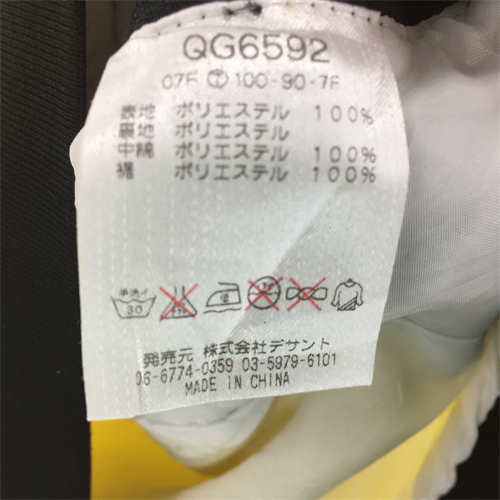 QG6592
07F Ⓣ 100-90-7F
表地 ポリエステル 100%
裏地 ポリエステル
中綿 ポリエステル 100%
裾 ポリエステル 100%
手洗イ
30
発売元 株式会社デサント
06-6774-0359 03-5979-6101
MADE IN CHINA